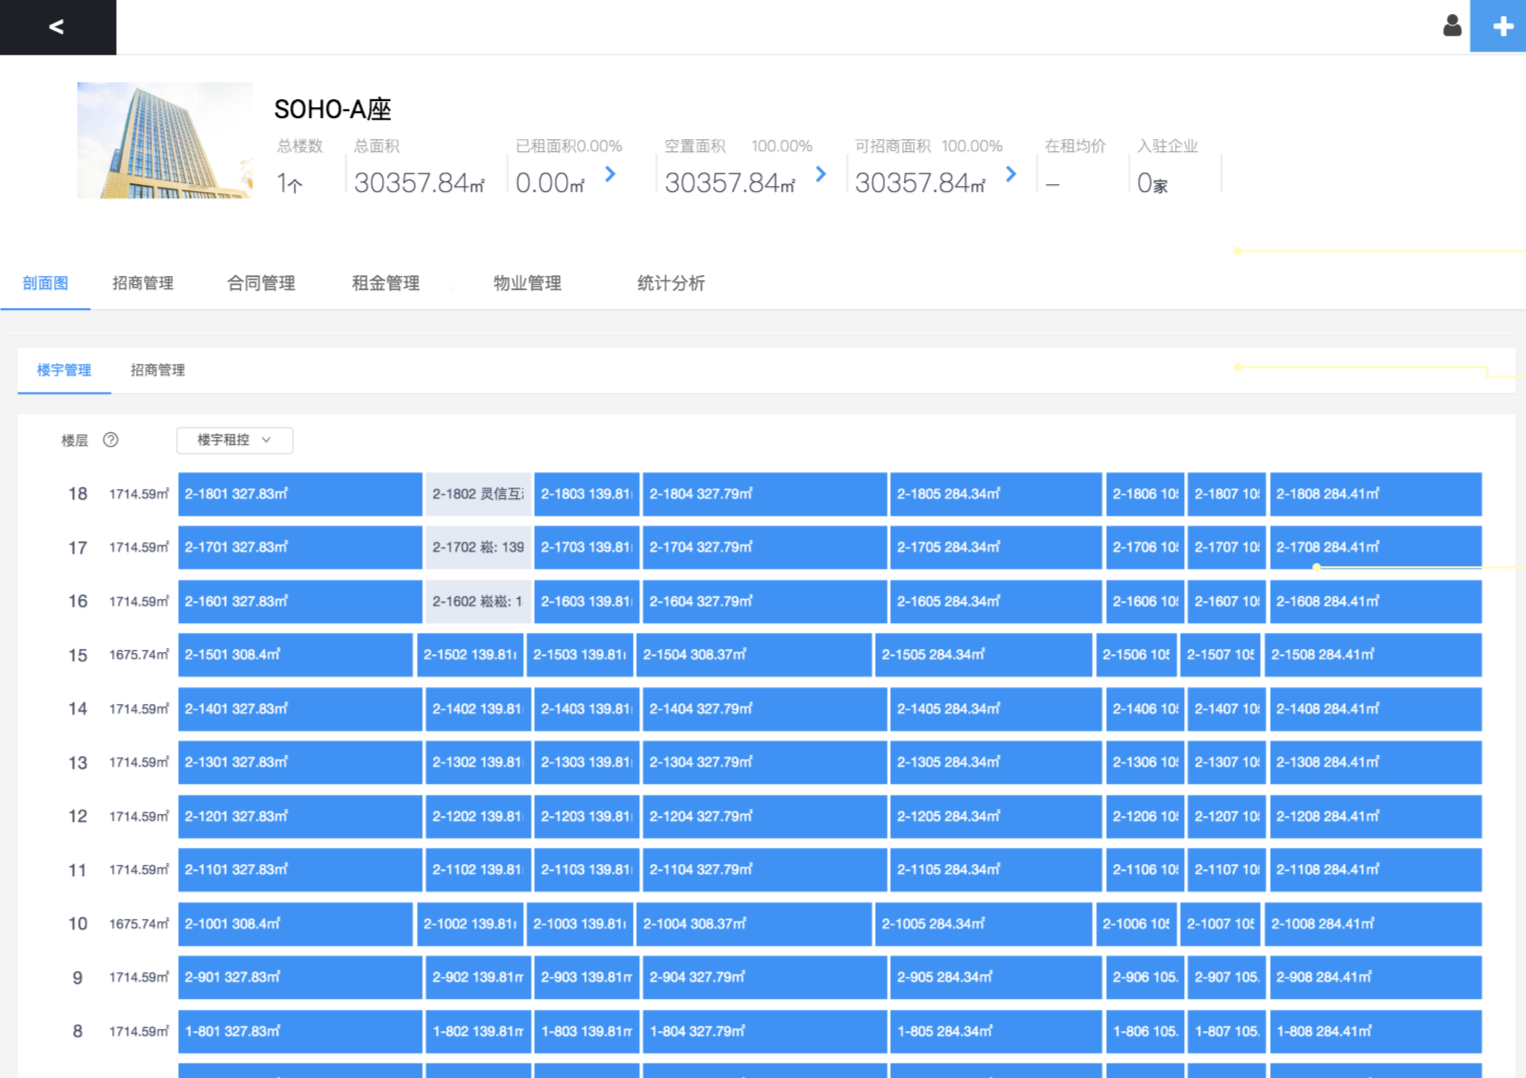 <
SOHO-A座
总楼数 总面积 已租面积0.00% 空置面积 100.00% 可招商面积 100.00% 在租均价 入驻企业
1个 30357.84㎡ 0.00㎡ > 30357.84㎡ > 30357.84㎡ > — 0家
剖面图 招商管理 合同管理 租金管理 物业管理 统计分析
楼宇管理 招商管理
楼层 ? 楼宇租控
18 1714.59㎡ 2-1801 327.83㎡ 2-1802 灵信互 2-1803 139.81 2-1804 327.79㎡ 2-1805 284.34㎡ 2-1806 10 2-1807 10 2-1808 284.41㎡
17 1714.59㎡ 2-1701 327.83㎡ 2-1702 崧: 139 2-1703 139.81 2-1704 327.79㎡ 2-1705 284.34㎡ 2-1706 10 2-1707 10 2-1708 284.41㎡
16 1714.59㎡ 2-1601 327.83㎡ 2-1602 崧崧: 1 2-1603 139.81 2-1604 327.79㎡ 2-1605 284.34㎡ 2-1606 10 2-1607 10 2-1608 284.41㎡
15 1675.74㎡ 2-1501 308.4㎡ 2-1502 139.81 2-1503 139.81 2-1504 308.37㎡ 2-1505 284.34㎡ 2-1506 105 2-1507 105 2-1508 284.41㎡
14 1714.59㎡ 2-1401 327.83㎡ 2-1402 139.81 2-1403 139.81 2-1404 327.79㎡ 2-1405 284.34㎡ 2-1406 10 2-1407 10 2-1408 284.41㎡
13 1714.59㎡ 2-1301 327.83㎡ 2-1302 139.81 2-1303 139.81 2-1304 327.79㎡ 2-1305 284.34㎡ 2-1306 10 2-1307 10 2-1308 284.41㎡
12 1714.59㎡ 2-1201 327.83㎡ 2-1202 139.81 2-1203 139.81 2-1204 327.79㎡ 2-1205 284.34㎡ 2-1206 10 2-1207 10 2-1208 284.41㎡
11 1714.59㎡ 2-1101 327.83㎡ 2-1102 139.81 2-1103 139.81 2-1104 327.79㎡ 2-1105 284.34㎡ 2-1106 10 2-1107 10 2-1108 284.41㎡
10 1675.74㎡ 2-1001 308.4㎡ 2-1002 139.81 2-1003 139.81 2-1004 308.37㎡ 2-1005 284.34㎡ 2-1006 105 2-1007 105 2-1008 284.41㎡
9 1714.59㎡ 2-901 327.83㎡ 2-902 139.81 2-903 139.81 2-904 327.79㎡ 2-905 284.34㎡ 2-906 105. 2-907 105. 2-908 284.41㎡
8 1714.59㎡ 1-801 327.83㎡ 1-802 139.81 1-803 139.81 1-804 327.79㎡ 1-805 284.34㎡ 1-806 105. 1-807 105. 1-808 284.41㎡